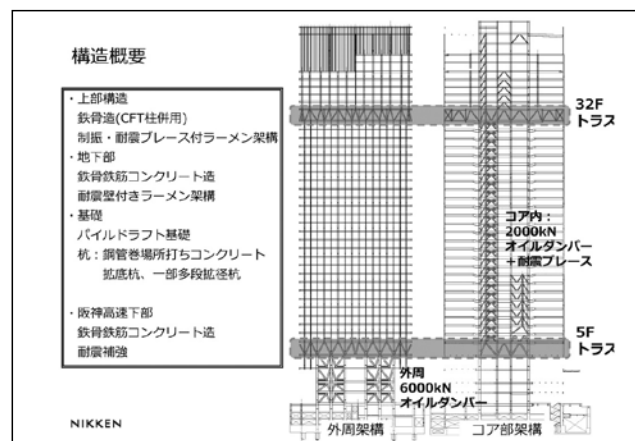 構造概要
・上部構造
鉄骨造(CFT柱併用)
制振・耐震ブレース付ラーメン架構
・地下部
鉄骨鉄筋コンクリート造
耐震壁付きラーメン架構
・基礎
パイルドラフト基礎
杭：鋼管巻場所打ちコンクリート
拡底杭、一部多段拡径杭
・阪神高速下部
鉄骨鉄筋コンクリート造
耐震補強
32F
トラス
コア内：
2000kN
オイルダンパー
＋耐震ブレース
5F
トラス
外周
6000kN
オイルダンパー
外周架構
コア部架構
NIKKEN